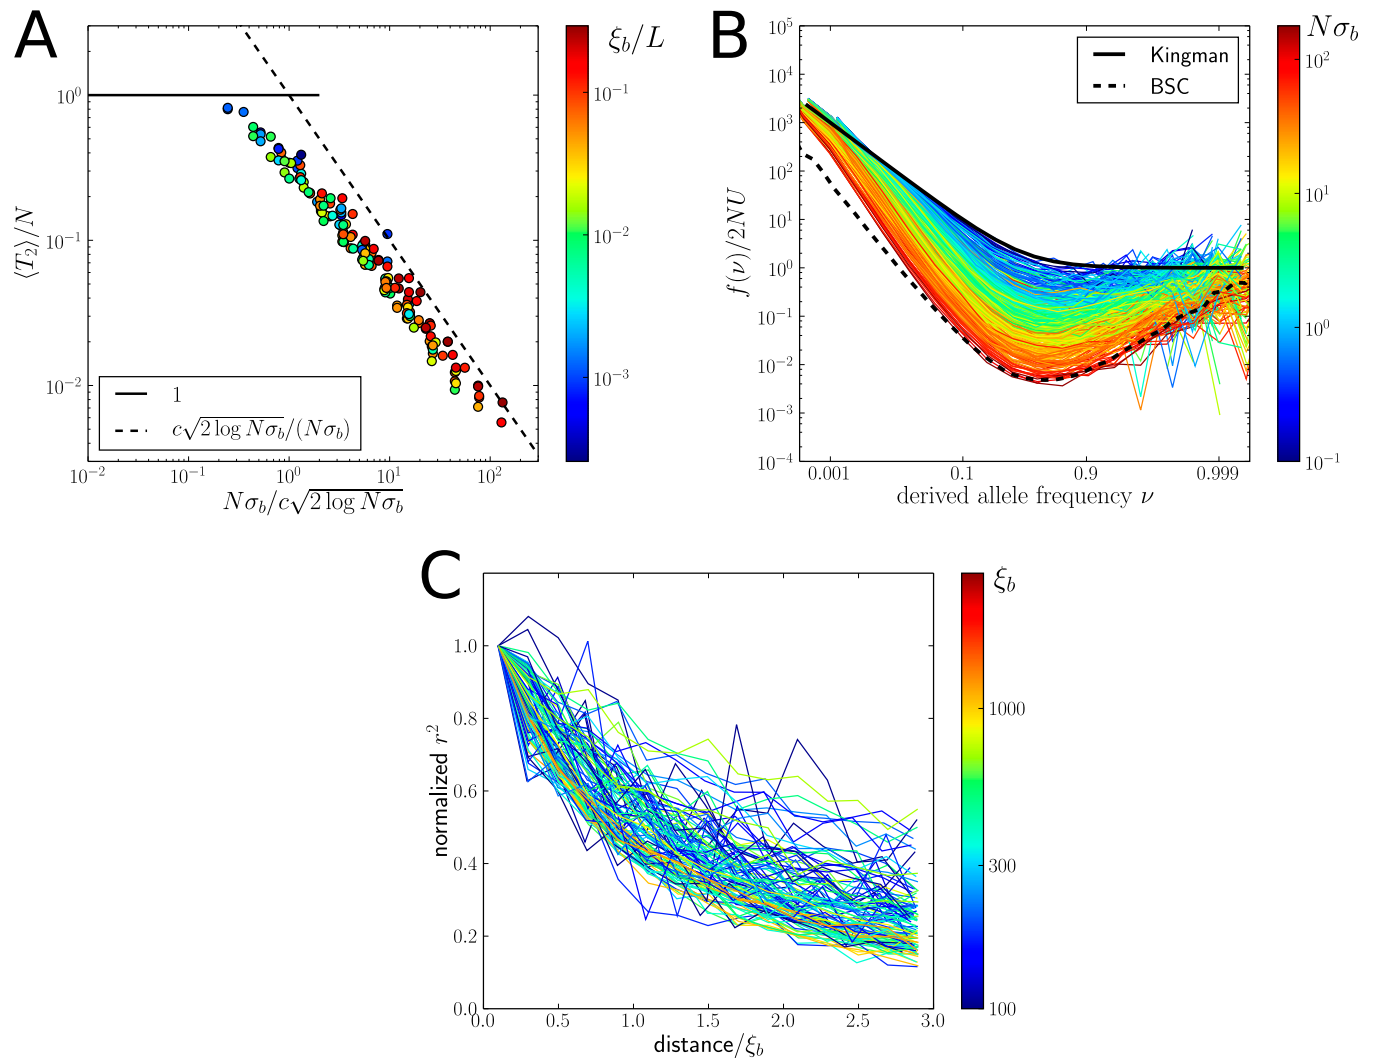 A
ξ_b/L
10^0
10^-1
10^-2
⟨T_2⟩/N
1
c√2 log Nσ_b/(Nσ_b)
10^-2 10^-1 10^0 10^1 10^2
Nσ_b/c√2 log Nσ_b
10^-1
10^-2
10^-3
B
Nσ_b
10^5
10^4
10^3
10^2
10^1
10^0
10^-1
10^-2
10^-3
10^-4
f(ν)/2NU
Kingman
BSC
0.001 0.1 0.9 0.999
derived allele frequency ν
10^2
10^1
10^0
10^-1
C
ξ_b
1.0
0.8
0.6
0.4
0.2
0.0
normalized r^2
0.0 0.5 1.0 1.5 2.0 2.5 3.0
distance/ξ_b
1000
300
100